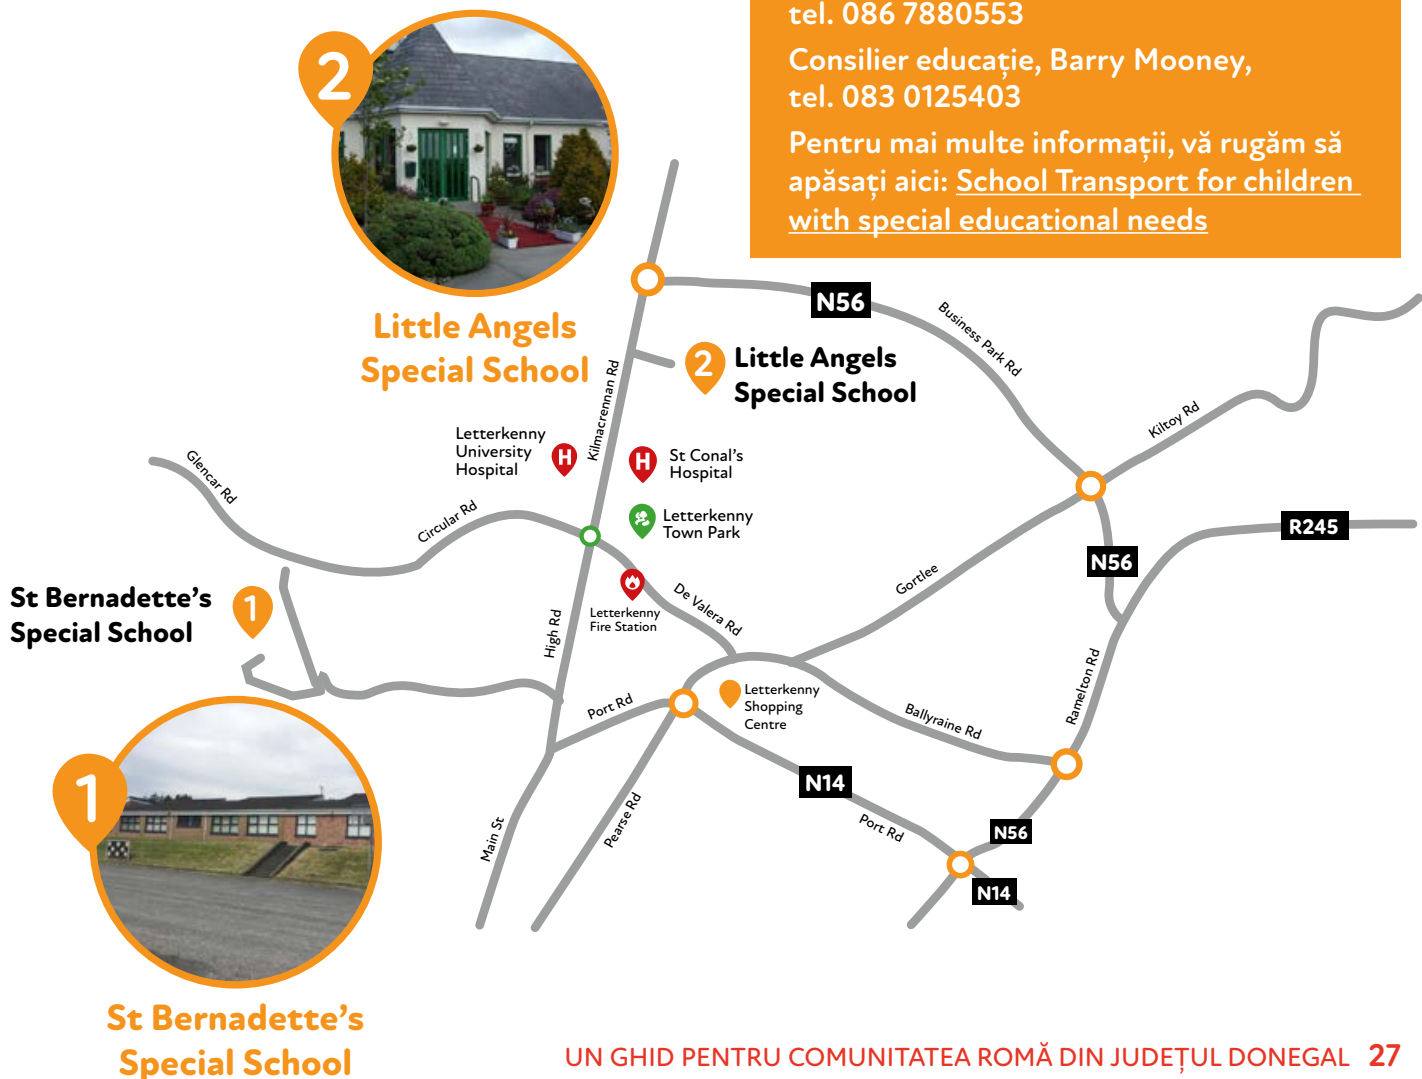 tel. 086 7880553
Consilier educație, Barry Mooney,
tel. 083 0125403
Pentru mai multe informații, vă rugăm să
apăsați aici: School Transport for children
with special educational needs
2
Little Angels
Special School
N56
Business Park Rd
2
Little Angels
Special School
Kilmacrennan Rd
Kiltoy Rd
Letterkenny
University
Hospital
H
H
St Conal's
Hospital
Glencar Rd
Circular Rd
Letterkenny
Town Park
R245
N56
Gortlee
St Bernadette's
Special School
1
Letterkenny
Fire Station
De Valera Rd
High Rd
Ramelton Rd
Port Rd
Letterkenny
Shopping
Centre
Ballyraine Rd
1
N14
Main St
Pearse Rd
Port Rd
N56
N14
St Bernadette's
Special School
UN GHID PENTRU COMUNITATEA ROMĂ DIN JUDEȚUL DONEGAL 27